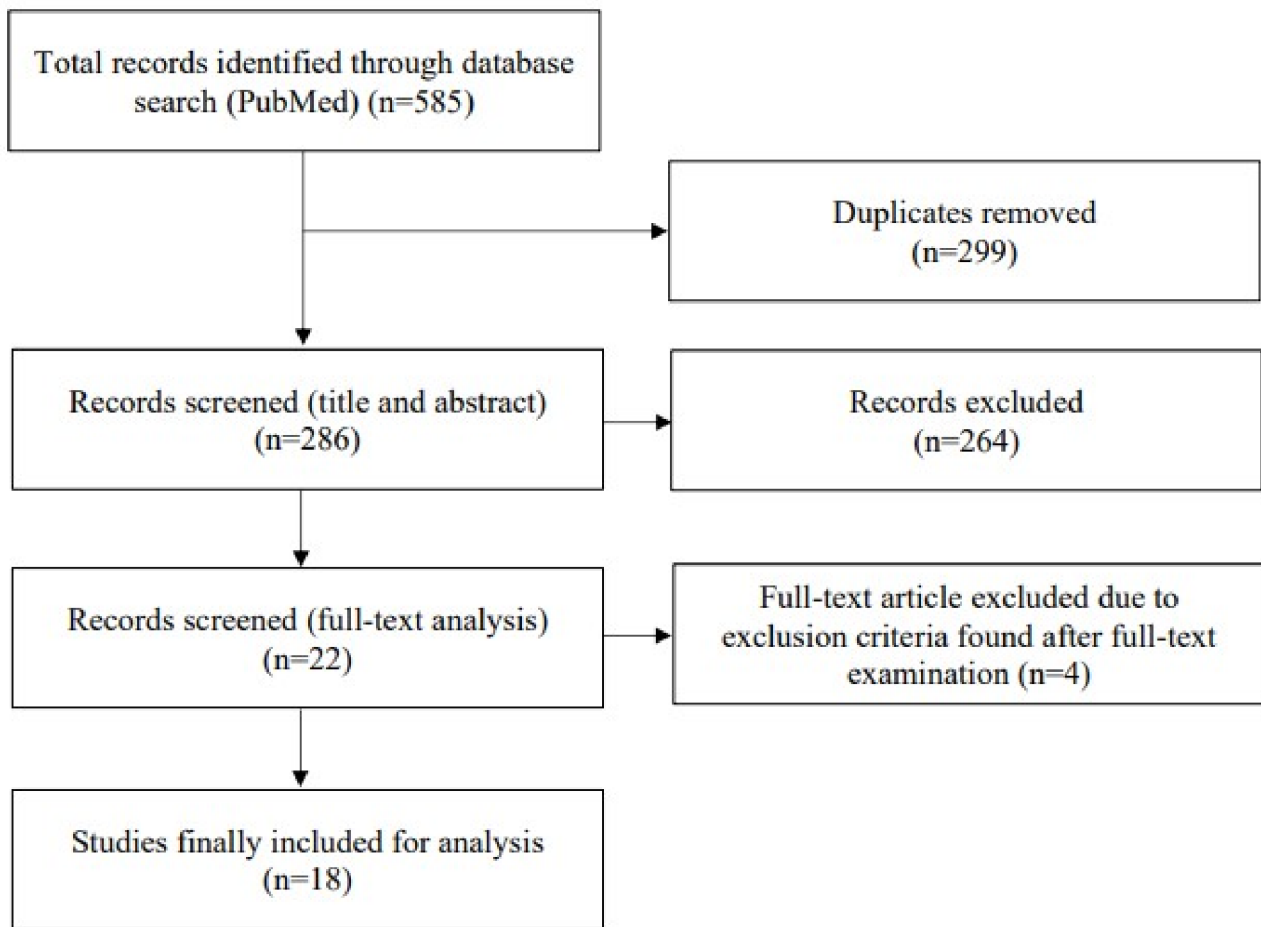 Total records identified through database
search (PubMed) (n=585)
Duplicates removed
(n=299)
Records screened (title and abstract)
(n=286)
Records excluded
(n=264)
Records screened (full-text analysis)
(n=22)
Full-text article excluded due to
exclusion criteria found after full-text
examination (n=4)
Studies finally included for analysis
(n=18)